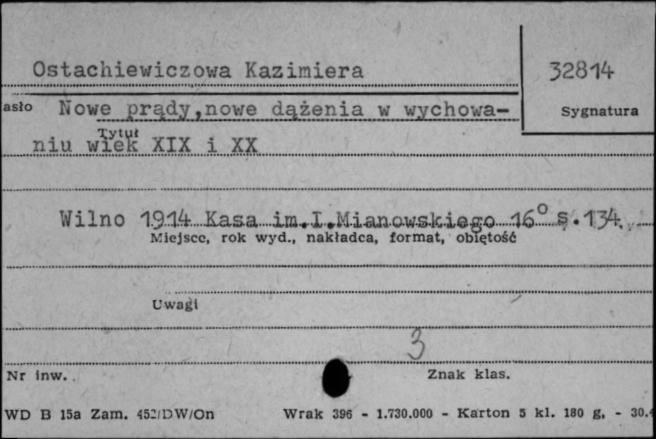 Ostachiewiczowa Kazimiera
32814
asło Nowe prądy,nowe dążenia w wychowa-
Sygnatura
Tytuł
niu wiek XIX i XX
Wilno 1914 Kasa im.I.Mianowskiego 16° s.134
Miejsce, rok wyd., nakładca, format, objętość
Uwagi
3
Nr inw.
Znak klas.
WD B 15a Zam. 452/DW/On Wrak 396 - 1.730.000 - Karton 5 kl. 180 g, - 30.4